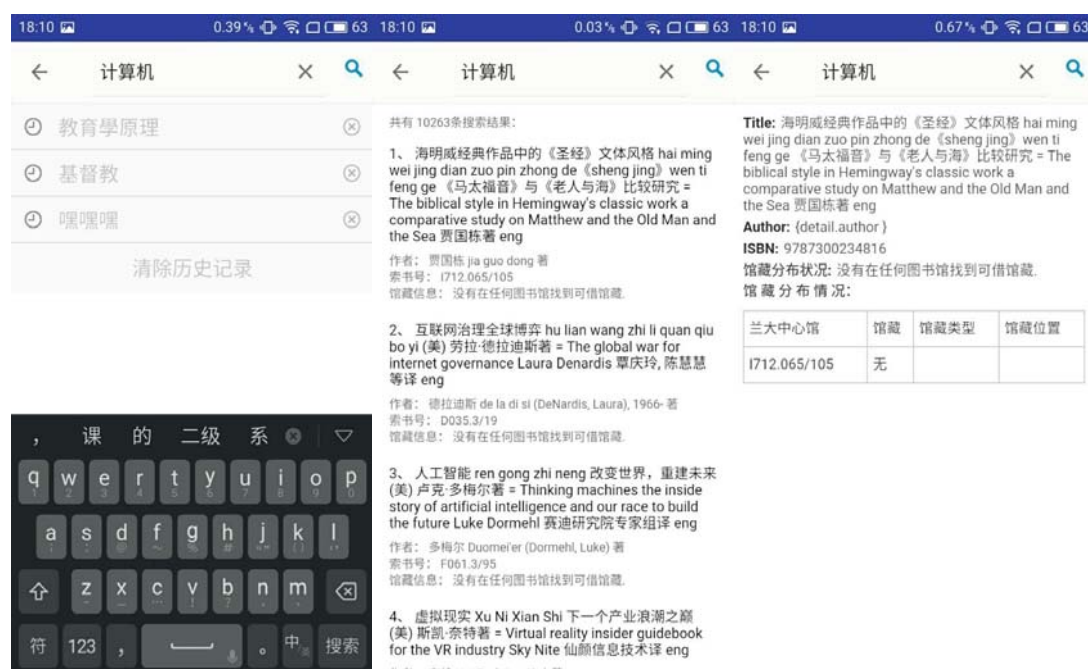 18:10
0.39%
63
计算机
教育學原理
基督教
嘿嘿嘿
清除历史记录
, 课 的 二级 系
q w e r t y u i o p
1 2 3 4 5 6 7 8 9 0
a s d f g h j k l
z x c v b n m
符 123 , 。 中 搜索
18:10
0.03%
63
计算机
共有 10263条搜索结果:
1、 海明威经典作品中的《圣经》文体风格 hai ming
wei jing dian zuo pin zhong de《sheng jing》wen ti
feng ge 《马太福音》与《老人与海》比较研究 =
The biblical style in Hemingway's classic work a
comparative study on Matthew and the Old Man and
the Sea 贾国栋著 eng
作者: 贾国栋 jia guo dong 著
索书号: I712.065/105
馆藏信息: 没有在任何图书馆找到可借馆藏.
2、 互联网治理全球博弈 hu lian wang zhi li quan qiu
bo yi (美) 劳拉·德拉迪斯著 = The global war for
internet governance Laura Denardis 覃庆玲, 陈慧慧
等译 eng
作者: 德拉迪斯 de la di si (DeNardis, Laura), 1966- 著
索书号: D035.3/19
馆藏信息: 没有在任何图书馆找到可借馆藏.
3、 人工智能 ren gong zhi neng 改变世界，重建未来
(美) 卢克·多梅尔著 = Thinking machines the inside
story of artificial intelligence and our race to build
the future Luke Dormehl 赛迪研究院专家组译 eng
作者: 多梅尔 Duomei'er (Dormehl, Luke) 著
索书号: F061.3/95
馆藏信息: 没有在任何图书馆找到可借馆藏.
4、 虚拟现实 Xu Ni Xian Shi 下一个产业浪潮之巅
(美) 斯凯·奈特著 = Virtual reality insider guidebook
for the VR industry Sky Nite 仙颜信息技术译 eng
18:10
0.67%
63
计算机
Title: 海明威经典作品中的《圣经》文体风格 hai ming
wei jing dian zuo pin zhong de《sheng jing》wen ti
feng ge 《马太福音》与《老人与海》比较研究 = The
biblical style in Hemingway's classic work a
comparative study on Matthew and the Old Man and
the Sea 贾国栋著 eng
Author: {detail.author}
ISBN: 9787300234816
馆藏分布状况: 没有在任何图书馆找到可借馆藏.
馆藏分布情况:
兰大中心馆 馆藏 馆藏类型 馆藏位置
I712.065/105 无